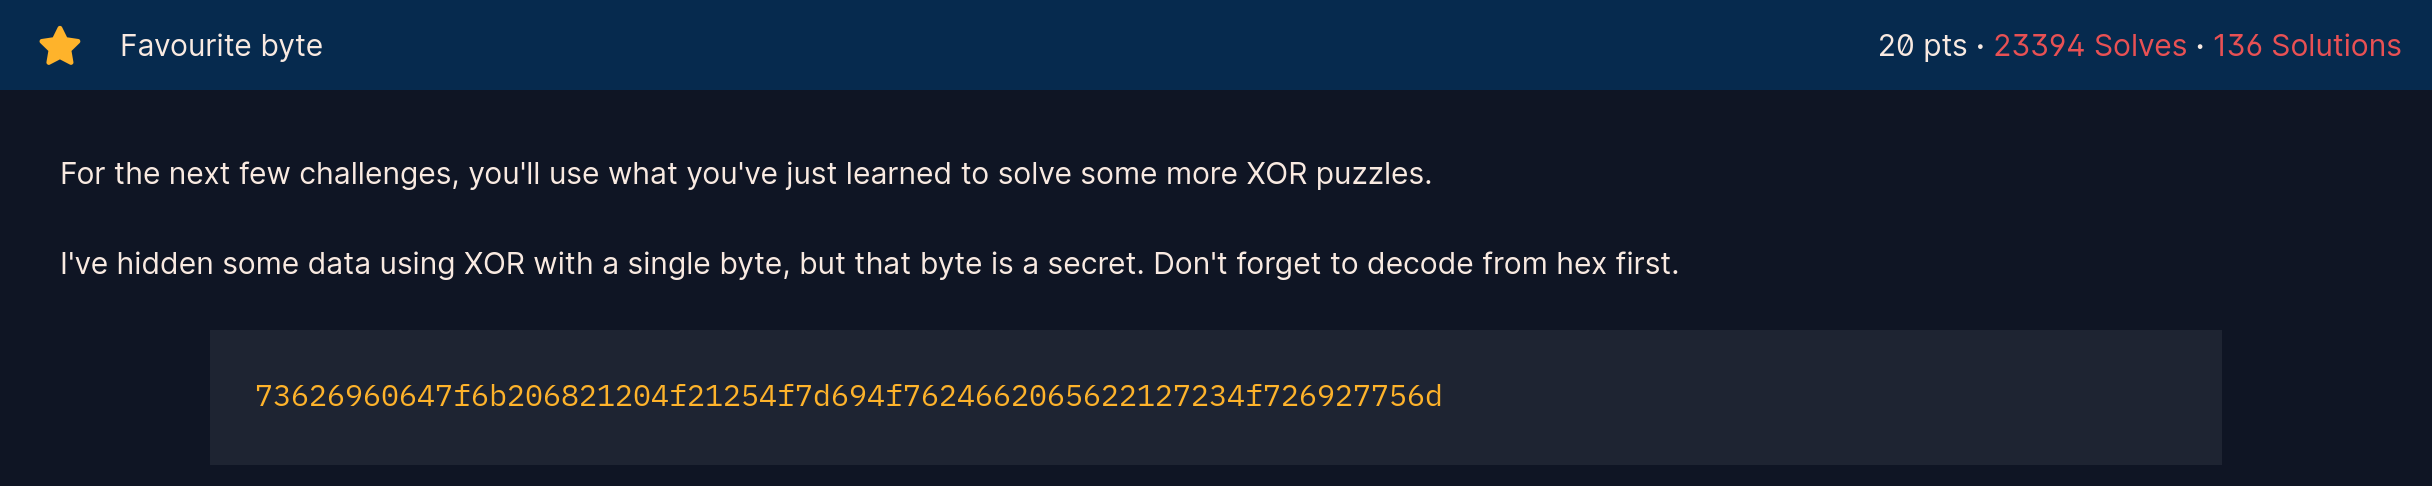 Favourite byte
20 pts · 23394 Solves · 136 Solutions
For the next few challenges, you'll use what you've just learned to solve some more XOR puzzles.
I've hidden some data using XOR with a single byte, but that byte is a secret. Don't forget to decode from hex first.
73626960647f6b206821204f21254f7d694f7624662065622127234f726927756d